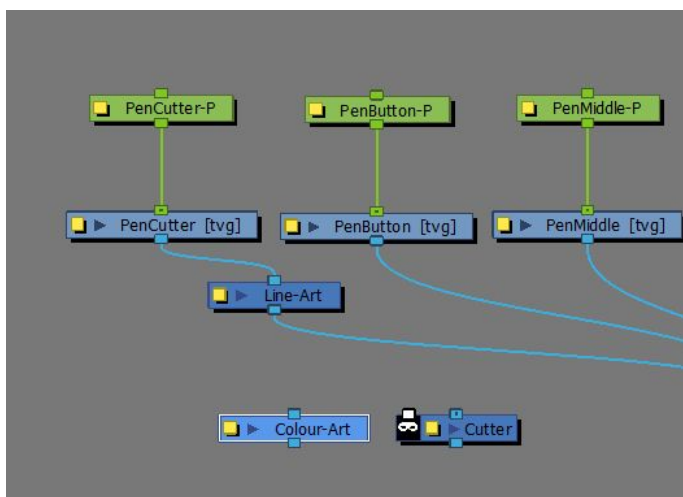 PenCutter-P
PenButton-P
PenMiddle-P
PenCutter [tvg]
PenButton [tvg]
PenMiddle [tvg]
Line-Art
Colour-Art
Cutter